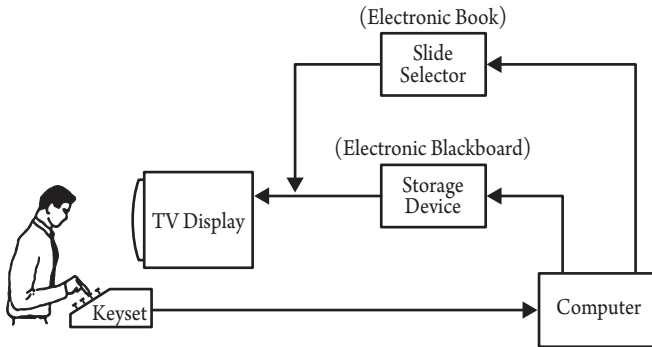 (Electronic Book)
Slide
Selector
(Electronic Blackboard)
Storage
Device
TV Display
Keyset
Computer